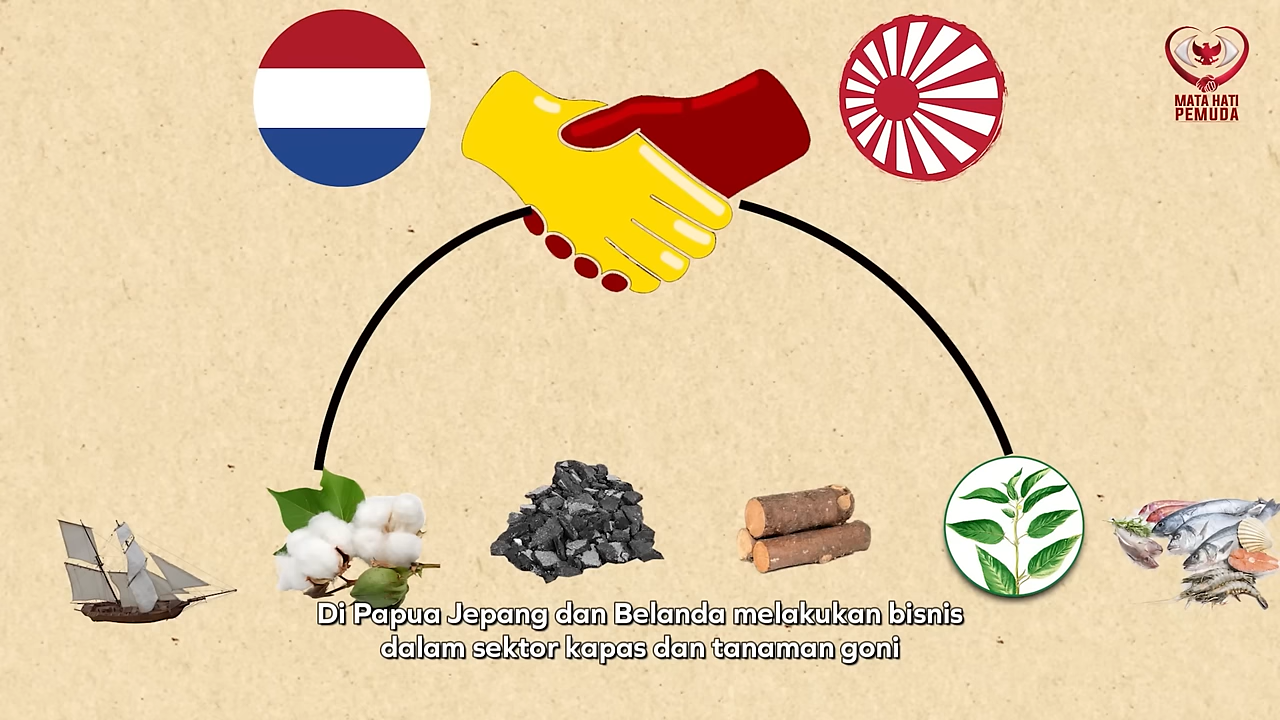 MATA HATI
PEMUDA
Di Papua Jepang dan Belanda melakukan bisnis
dalam sektor kapas dan tanaman goni